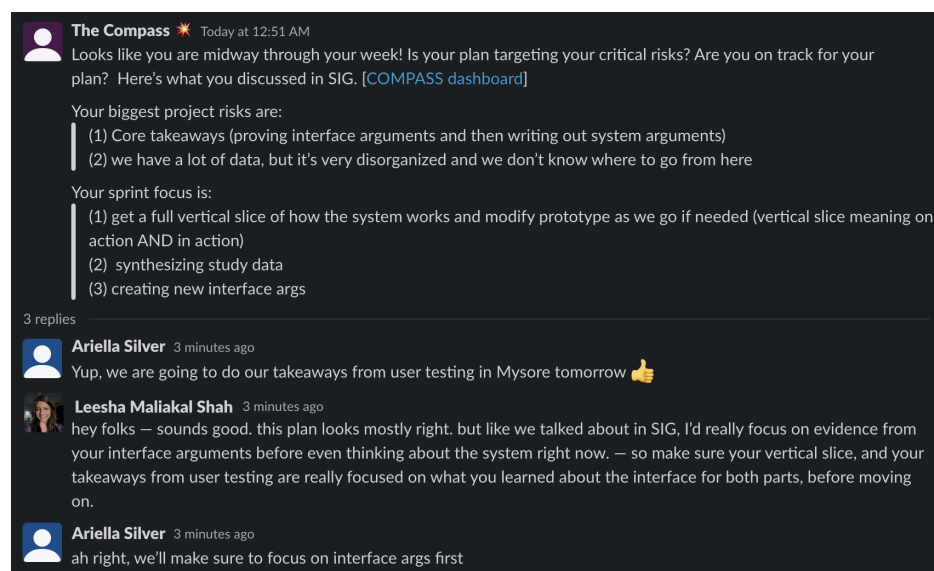 The Compass 💥 Today at 12:51 AM
Looks like you are midway through your week! Is your plan targeting your critical risks? Are you on track for your
plan?  Here's what you discussed in SIG. [COMPASS dashboard]
Your biggest project risks are:
(1) Core takeaways (proving interface arguments and then writing out system arguments)
(2) we have a lot of data, but it's very disorganized and we don't know where to go from here
Your sprint focus is:
(1) get a full vertical slice of how the system works and modify prototype as we go if needed (vertical slice meaning on
action AND in action)
(2)  synthesizing study data
(3) creating new interface args
3 replies
Ariella Silver 3 minutes ago
Yup, we are going to do our takeaways from user testing in Mysore tomorrow 👍
Leesha Maliakal Shah 3 minutes ago
hey folks — sounds good. this plan looks mostly right. but like we talked about in SIG, I'd really focus on evidence from
your interface arguments before even thinking about the system right now. — so make sure your vertical slice, and your
takeaways from user testing are really focused on what you learned about the interface for both parts, before moving
on.
Ariella Silver 3 minutes ago
ah right, we'll make sure to focus on interface args first